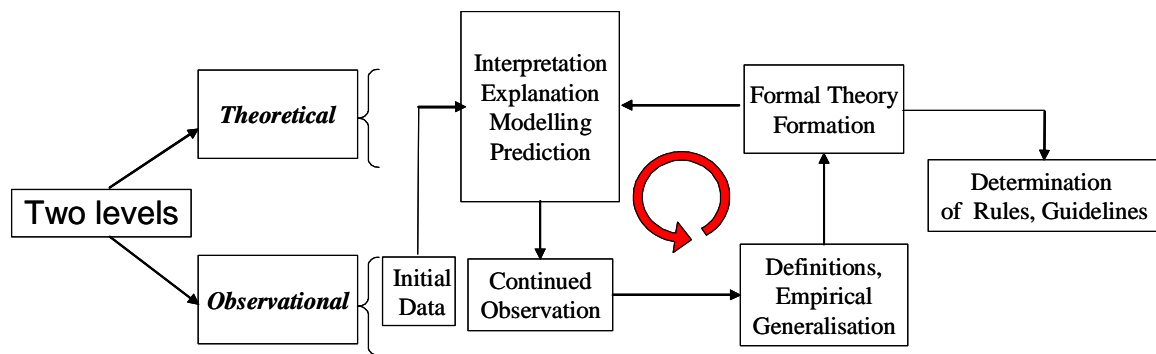 Two levels
Theoretical
Observational
Initial
Data
Interpretation
Explanation
Modelling
Prediction
Continued
Observation
Formal Theory
Formation
Definitions,
Empirical
Generalisation
Determination
of Rules, Guidelines